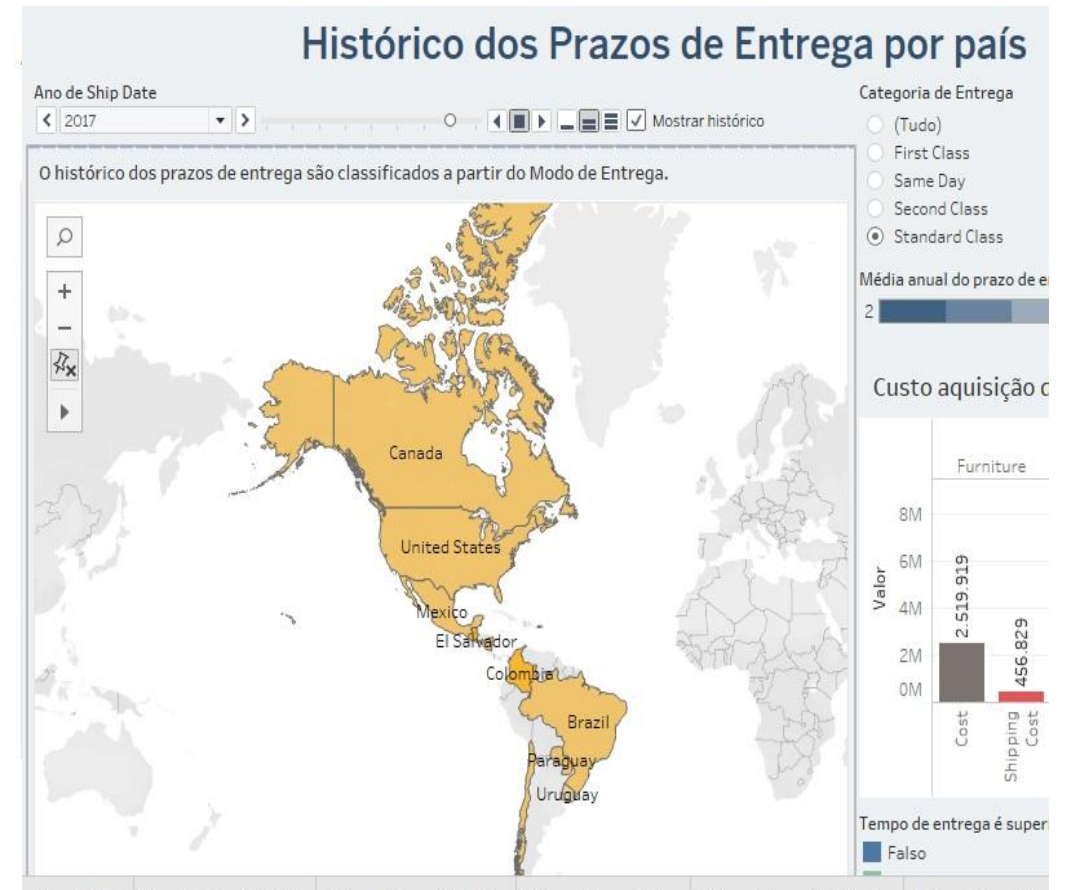 Histórico dos Prazos de Entrega por país
Ano de Ship Date
2017
Mostrar histórico
O histórico dos prazos de entrega são classificados a partir do Modo de Entrega.
Canada
United States
Mexico
El Salvador
Colombia
Brazil
Paraguay
Uruguay
Categoria de Entrega
(Tudo)
First Class
Same Day
Second Class
Standard Class
Média anual do prazo de
2
Custo aquisição
Furniture
Valor
8M
6M
4M
2M
0M
2.519.919
456.829
Cost
Shipping
Cost
Tempo de entrega é
Falso